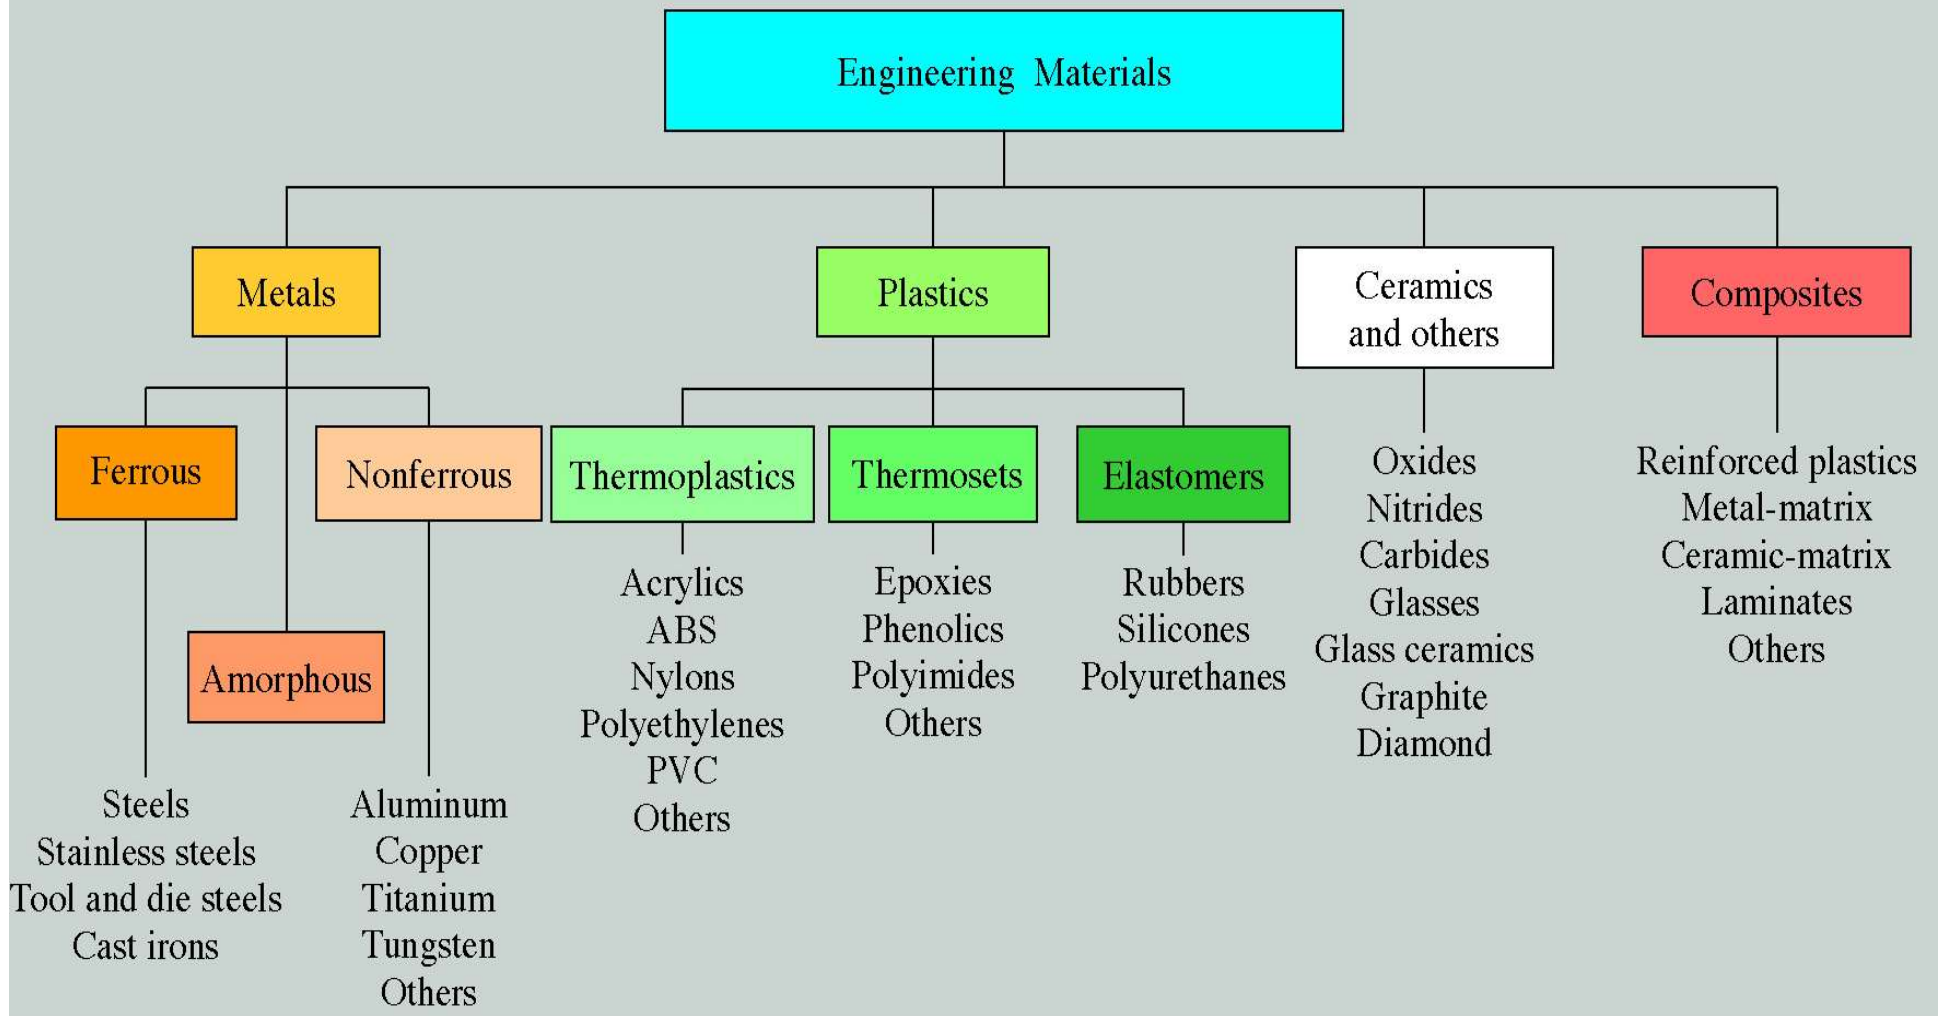 Engineering Materials
Metals
Plastics
Ceramics
and others
Composites
Ferrous
Nonferrous
Amorphous
Thermoplastics
Thermosets
Elastomers
Steels
Stainless steels
Tool and die steels
Cast irons
Aluminum
Copper
Titanium
Tungsten
Others
Acrylics
ABS
Nylons
Polyethylenes
PVC
Others
Epoxies
Phenolics
Polyimides
Others
Rubbers
Silicones
Polyurethanes
Oxides
Nitrides
Carbides
Glasses
Glass ceramics
Graphite
Diamond
Reinforced plastics
Metal-matrix
Ceramic-matrix
Laminates
Others